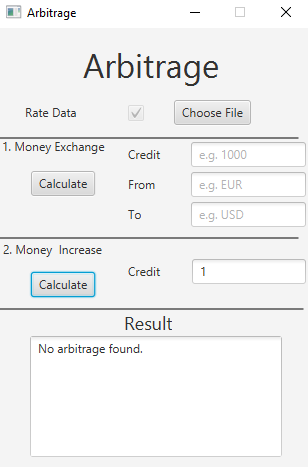 Arbitrage
Arbitrage
Rate Data Choose File
1. Money Exchange
Credit e.g. 1000
Calculate From e.g. EUR
To e.g. USD
2. Money Increase
Calculate Credit 1
Result
No arbitrage found.